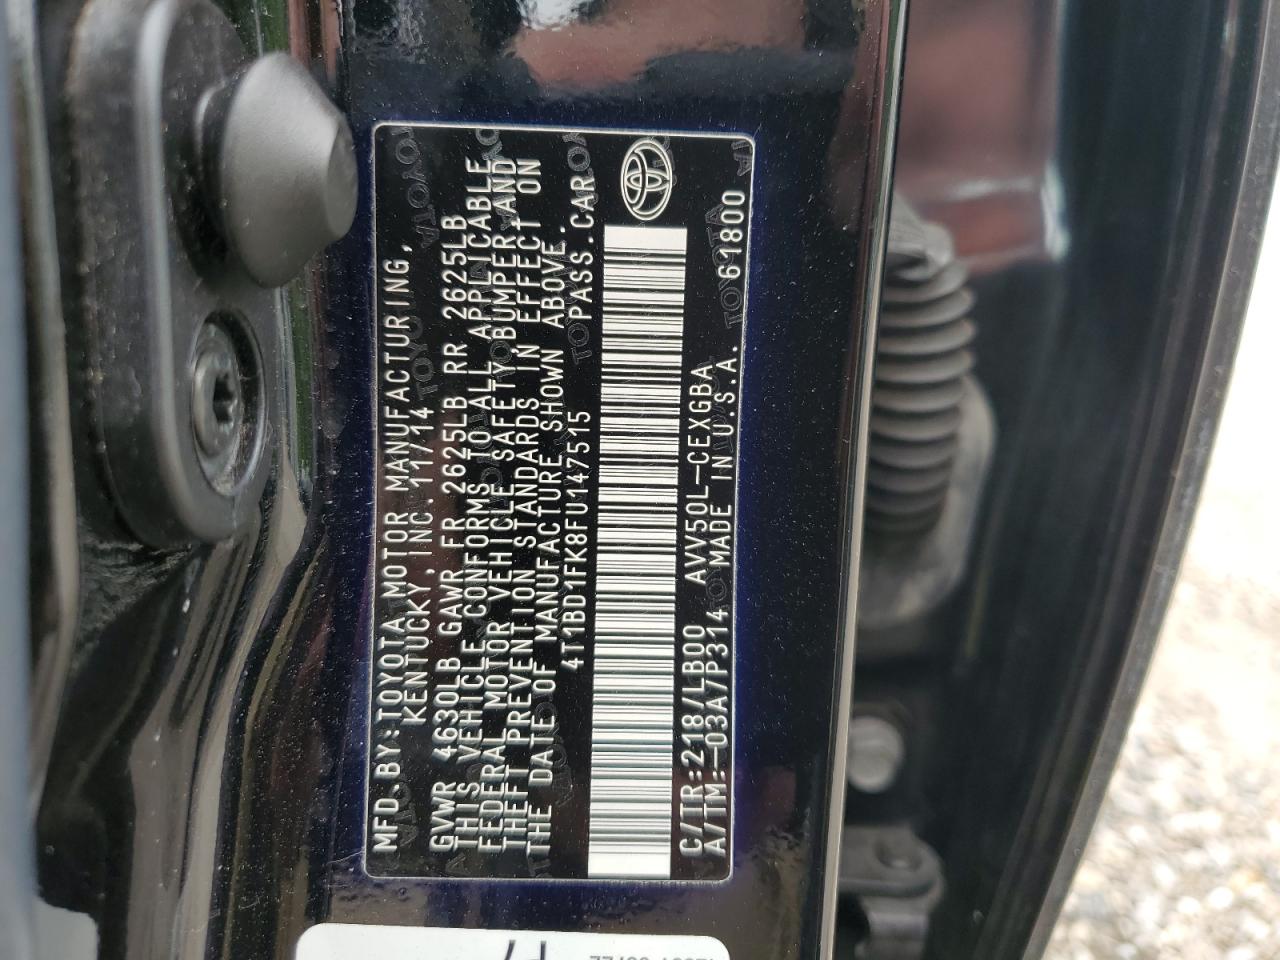 MFD.BY:TOYOTA MOTOR MANUFACTURING,
KENTUCKY, INC. 11/14
GVWR 4630LB GAWR FR 2625LB RR 2625LB
THIS VEHICLE CONFORMS TO ALL APPLICABLE
FEDERAL MOTOR VEHICLE SAFETY BUMPER AND
THEFT PREVENTION STANDARDS IN EFFECT ON
THE DATE OF MANUFACTURE SHOWN ABOVE.
4T1BD1FK8FU147515 PASS.CAR
C/TR:218/LB00 AVV50L-CEXGBA
A/TM:-03A/P314 MADE IN U.S.A. 61800